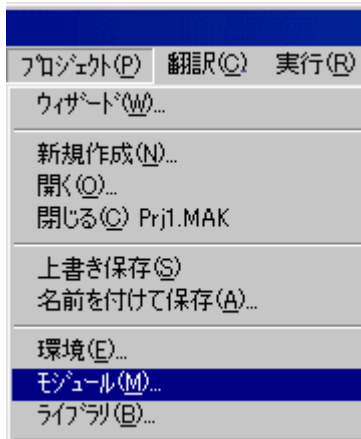 ﾌﾟﾛｼﾞｪｸﾄ(P) 翻訳(C) 実行(R)
ｳｨｻﾞｰﾄﾞ(W)...
新規作成(N)...
開く(O)...
閉じる(C) Prj1.MAK
上書き保存(S)
名前を付けて保存(A)...
環境(E)...
ﾓｼﾞｭｰﾙ(M)...
ﾗｲﾌﾞﾗﾘ(B)...